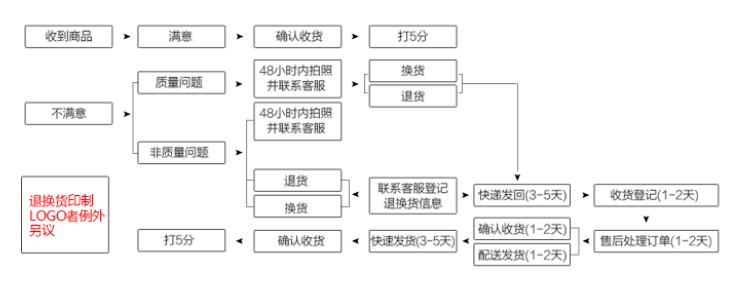 收到商品
满意
确认收货
打5分
不满意
质量问题
48小时内拍照
并联系客服
换货
退货
非质量问题
48小时内拍照
并联系客服
退货
换货
联系客服登记
退换货信息
快递发回(3-5天)
收货登记(1-2天)
退换货印制
LOGO者例外
另议
打5分
确认收货
快速发货(3-5天)
确认收货(1-2天)
配送发货(1-2天)
售后处理订单(1-2天)